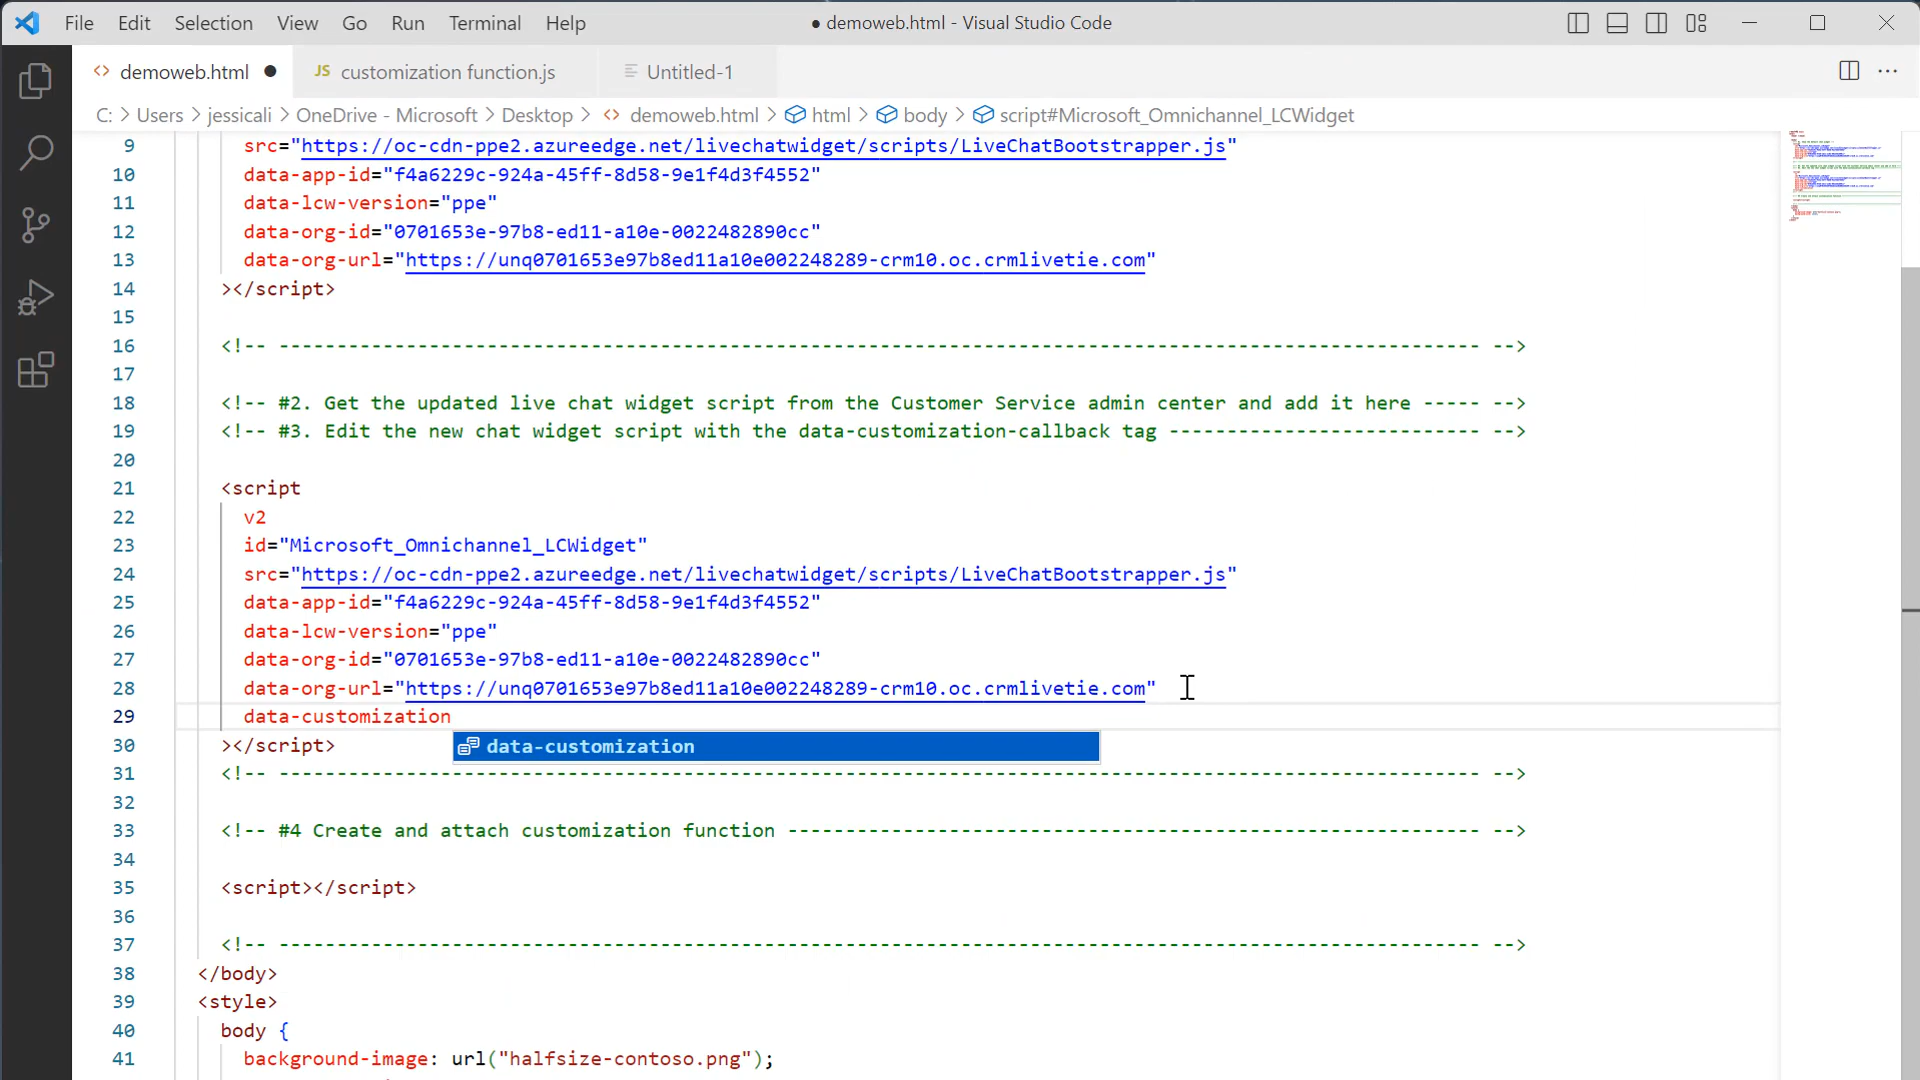 File Edit Selection View Go Run Terminal Help ● demoweb.html - Visual Studio Code
<> demoweb.html ● JS customization function.js Untitled-1 ···
C: > Users > jessicali > OneDrive - Microsoft > Desktop > <> demoweb.html > html > body > script#Microsoft_Omnichannel_LCWidget
9 src="https://oc-cdn-ppe2.azureedge.net/livechatwidget/scripts/LiveChatBootstrapper.js"
10 data-app-id="f4a6229c-924a-45ff-8d58-9e1f4d3f4552"
11 data-lcw-version="ppe"
12 data-org-id="0701653e-97b8-ed11-a10e-0022482890cc"
13 data-org-url="https://unq0701653e97b8ed11a10e002248289-crm10.oc.crmlivetie.com"
14 ></script>
15
16 <!-- -------------------------------------------------------------------------------------------------------- -->
17
18 <!-- #2. Get the updated live chat widget script from the Customer Service admin center and add it here ----- -->
19 <!-- #3. Edit the new chat widget script with the data-customization-callback tag --------------------------- -->
20
21 <script
22 v2
23 id="Microsoft_Omnichannel_LCWidget"
24 src="https://oc-cdn-ppe2.azureedge.net/livechatwidget/scripts/LiveChatBootstrapper.js"
25 data-app-id="f4a6229c-924a-45ff-8d58-9e1f4d3f4552"
26 data-lcw-version="ppe"
27 data-org-id="0701653e-97b8-ed11-a10e-0022482890cc"
28 data-org-url="https://unq0701653e97b8ed11a10e002248289-crm10.oc.crmlivetie.com"
29 data-customization
30 ></script>
data-customization
31 <!-- -------------------------------------------------------------------------------------------------------- -->
32
33 <!-- #4 Create and attach customization function ------------------------------------------------------------ -->
34
35 <script></script>
36
37 <!-- -------------------------------------------------------------------------------------------------------- -->
38 </body>
39 <style>
40 body {
41 background-image: url("halfsize-contoso.png");